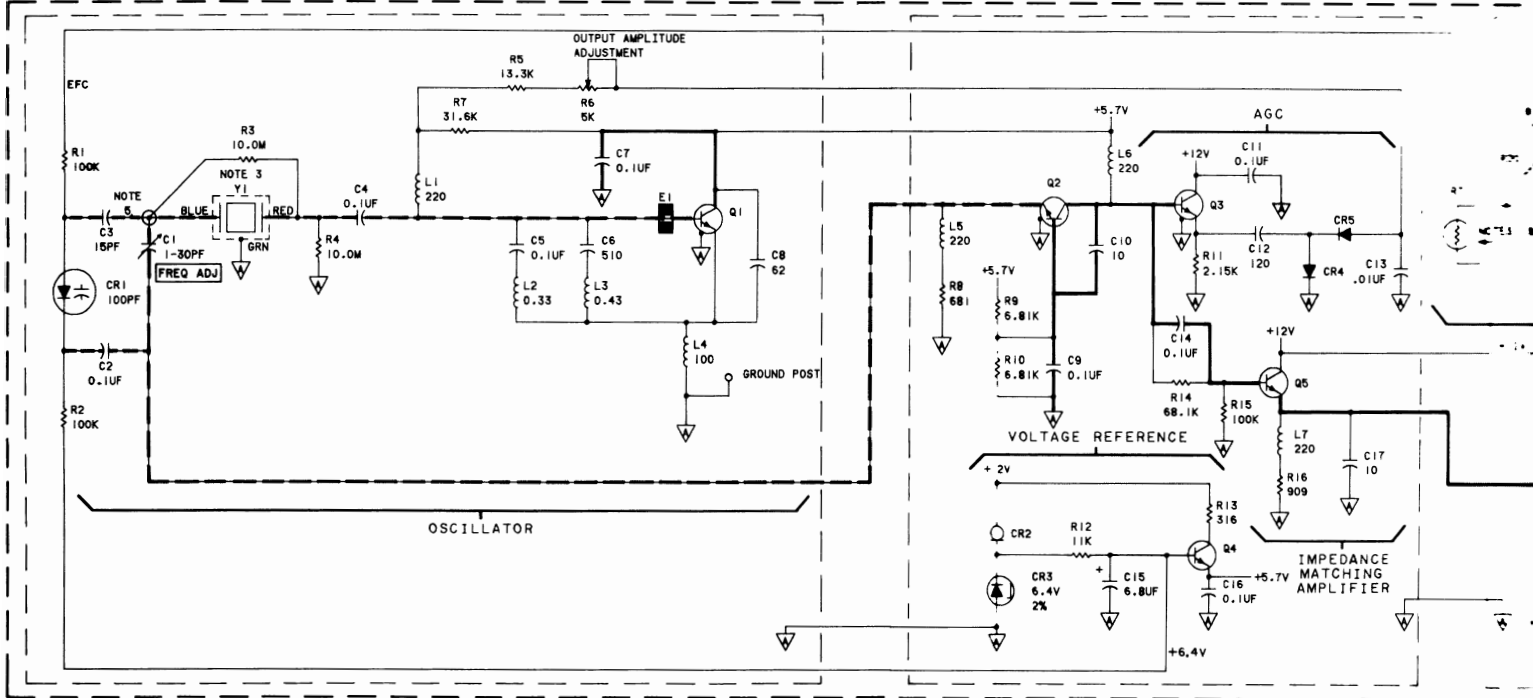 EFC
R1
100K
NOTE
5
C3
15PF
C1
1-30PF
FREQ ADJ
CR1
100PF
C2
0.1UF
R2
100K
R3
10.0M
NOTE 3
Y1
BLUE
RED
GRN
A
R4
10.0M
A
C4
0.1UF
R5
13.3K
OUTPUT AMPLITUDE
ADJUSTMENT
R6
5K
R7
31.6K
L1
220
C7
0.1UF
A
E1
Q1
A
C5
0.1UF
C6
510
L2
0.33
L3
0.43
C8
62
L4
100
GROUND POST
A
OSCILLATOR
A
Q2
A
L5
220
R8
681
A
+5.7V
R9
6.81K
R10
6.81K
C9
0.1UF
A
C10
10
+5.7V
L6
220
AGC
+12V
C11
0.1UF
A
Q3
A
R11
2.15K
A
C12
120
CR5
CR4
A
C13
.01UF
A
C14
0.1UF
R14
68.1K
R15
100K
A
+12V
Q5
L7
220
R16
909
A
C17
10
A
IMPEDANCE
MATCHING
AMPLIFIER
VOLTAGE REFERENCE
+ 2V
CR2
CR3
6.4V
2%
A
R12
11K
+
C15
6.8UF
A
R13
316
Q4
+5.7V
C16
0.1UF
A
+6.4V
A
A